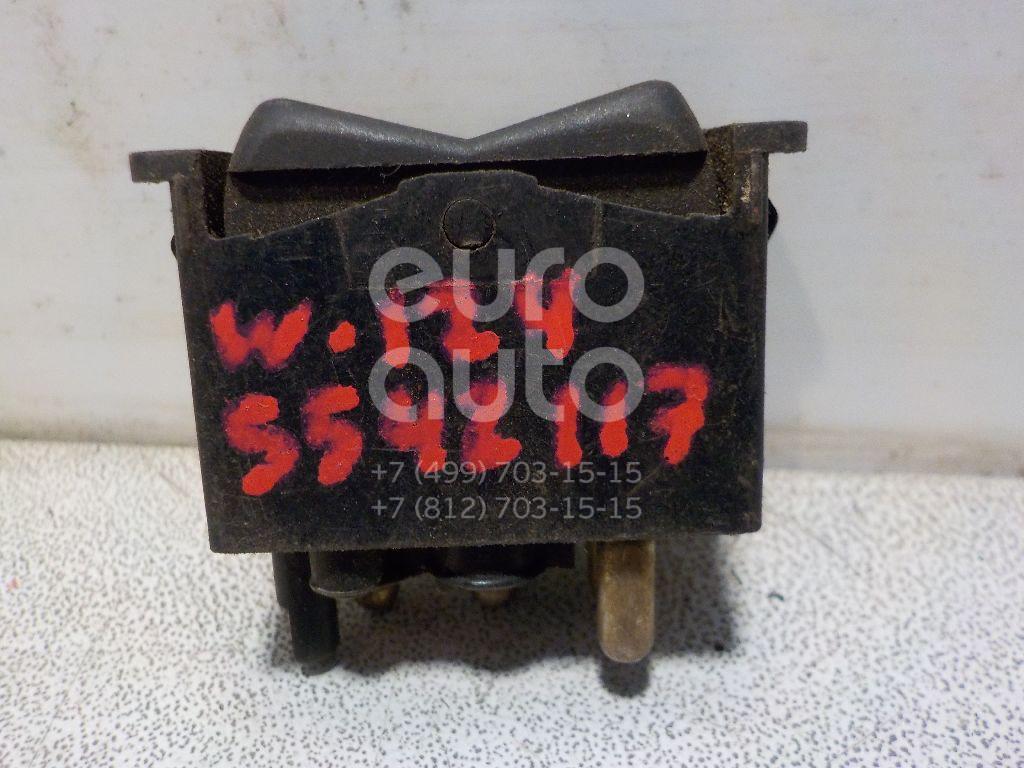 euro
auto
W.124
5542117
+7 (499) 703-15-15
+7 (812) 703-15-15